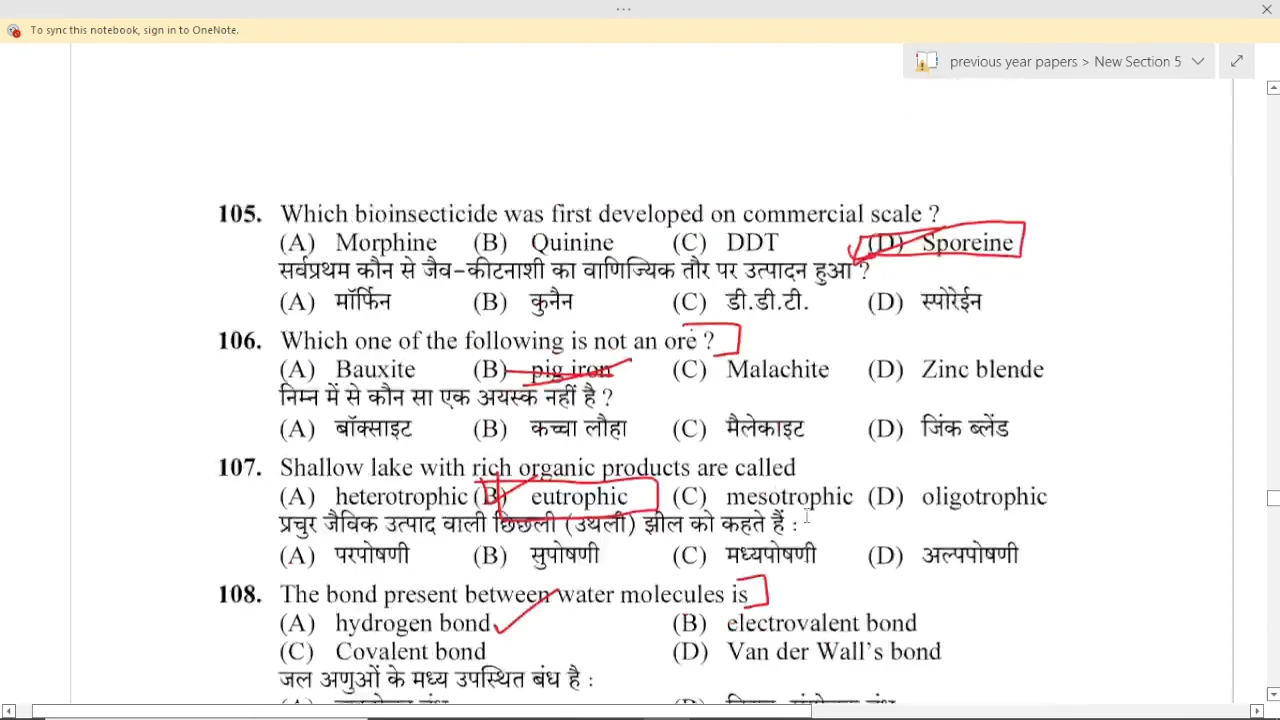 To sync this notebook, sign in to OneNote.
previous year papers > New Section 5
105. Which bioinsecticide was first developed on commercial scale ?
(A) Morphine (B) Quinine (C) DDT (D) Sporeine
सर्वप्रथम कौन से जैव-कीटनाशी का वाणिज्यिक तौर पर उत्पादन हुआ ?
(A) मॉर्फिन (B) कुनैन (C) डी.डी.टी. (D) स्पोरेईन
106. Which one of the following is not an ore ?
(A) Bauxite (B) pig iron (C) Malachite (D) Zinc blende
निम्न में से कौन सा एक अयस्क नहीं है ?
(A) बॉक्साइट (B) कच्चा लौहा (C) मैलेकाइट (D) जिंक ब्लेंड
107. Shallow lake with rich organic products are called
(A) heterotrophic (B) eutrophic (C) mesotrophic (D) oligotrophic
प्रचुर जैविक उत्पाद वाली छिछली (उथली) झील को कहते हैं :
(A) परपोषणी (B) सुपोषणी (C) मध्यपोषणी (D) अल्पपोषणी
108. The bond present between water molecules is
(A) hydrogen bond (B) electrovalent bond
(C) Covalent bond (D) Van der Wall's bond
जल अणुओं के मध्य उपस्थित बंध है :